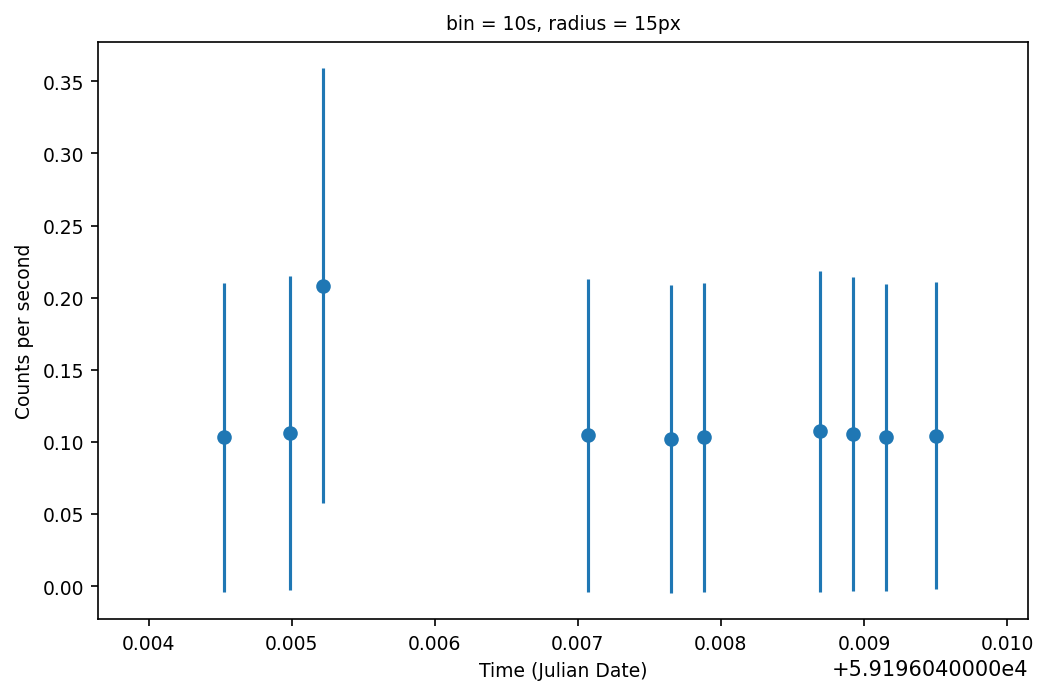 bin = 10s, radius = 15px
Counts per second
0.35
0.30
0.25
0.20
0.15
0.10
0.05
0.00
0.004 0.005 0.006 0.007 0.008 0.009 0.010
Time (Julian Date)
+5.9196040000e4